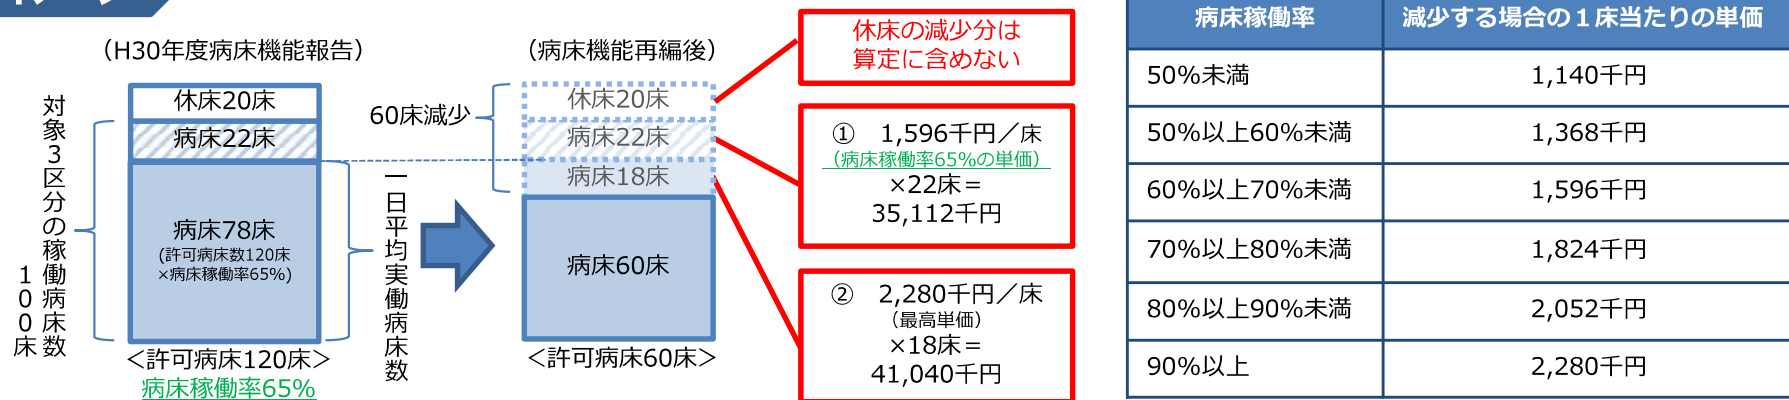 (H30年度病床機能報告)
対象3区分の稼働病床数
100床
休床20床
病床22床
病床78床
(許可病床数120床
×病床稼働率65%)
<許可病床120床>
病床稼働率65%
一日平均実働病床数
(病床機能再編後)
60床減少
休床20床
病床22床
病床18床
病床60床
<許可病床60床>
休床の減少分は
算定に含めない
① 1,596千円/床
(病床稼働率65%の単価)
×22床=
35,112千円
② 2,280千円/床
(最高単価)
×18床=
41,040千円
病床稼働率 減少する場合の1床当たりの単価
50%未満 1,140千円
50%以上60%未満 1,368千円
60%以上70%未満 1,596千円
70%以上80%未満 1,824千円
80%以上90%未満 2,052千円
90%以上 2,280千円